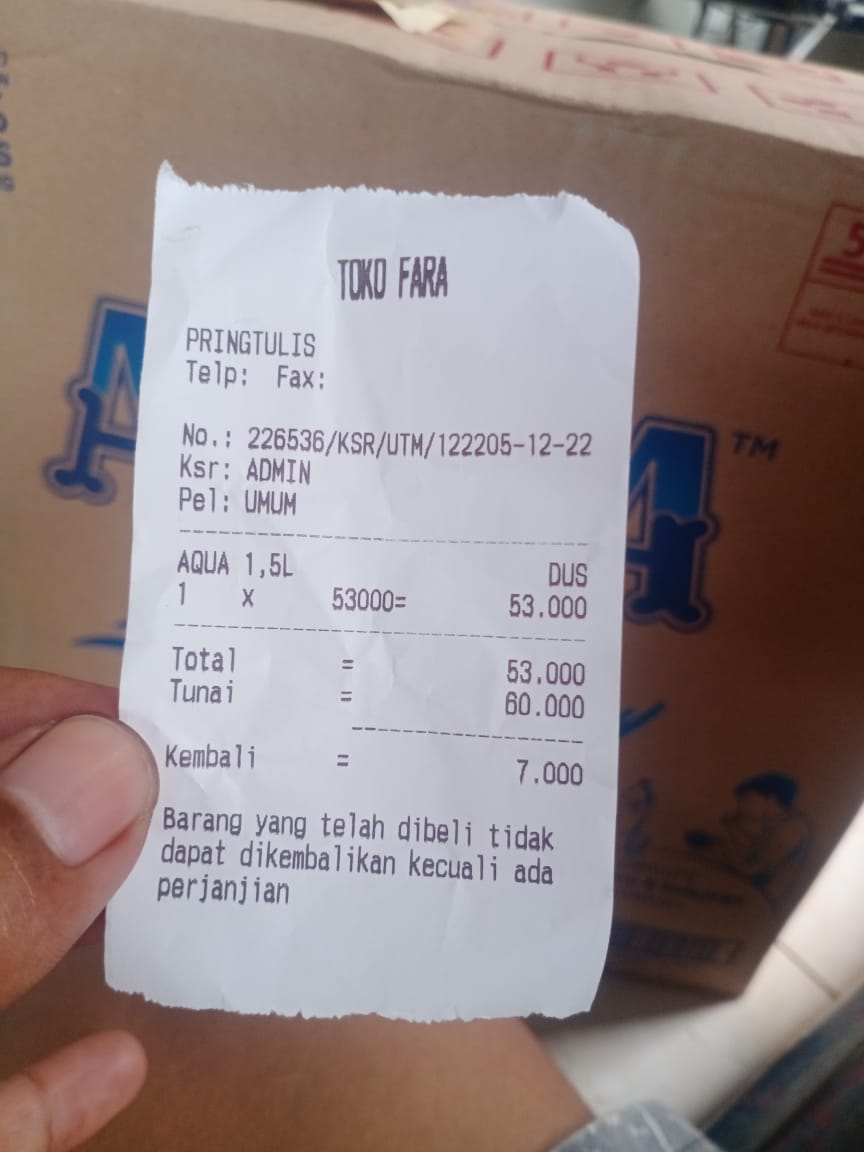 TOKO FARA
PRINGTULIS
Telp: Fax:
No.: 226536/KSR/UTM/122205-12-22
Ksr: ADMIN
Pel: UMUM
AQUA 1,5L DUS
1 x 53000= 53.000
Total = 53.000
Tunai = 60.000
Kembali = 7.000
Barang yang telah dibeli tidak
dapat dikembalikan kecuali ada
perjanjian
TM